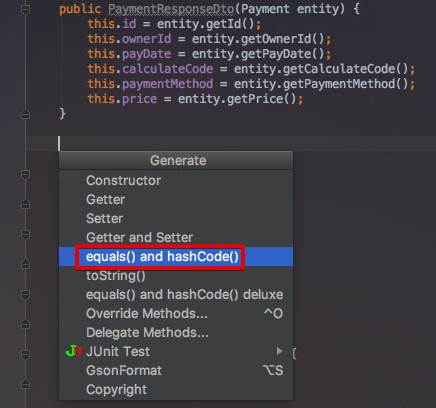 public PaymentResponseDto(Payment entity) {
this.id = entity.getId();
this.ownerId = entity.getOwnerId();
this.payDate = entity.getPayDate();
this.calculateCode = entity.getCalculateCode();
this.paymentMethod = entity.getPaymentMethod();
this.price = entity.getPrice();
}
Generate
Constructor
Getter
Setter
Getter and Setter
equals() and hashCode()
toString()
equals() and hashCode() deluxe
Override Methods... ^O
Delegate Methods...
JUnit Test
{
GsonFormat ⌥S
Copyright